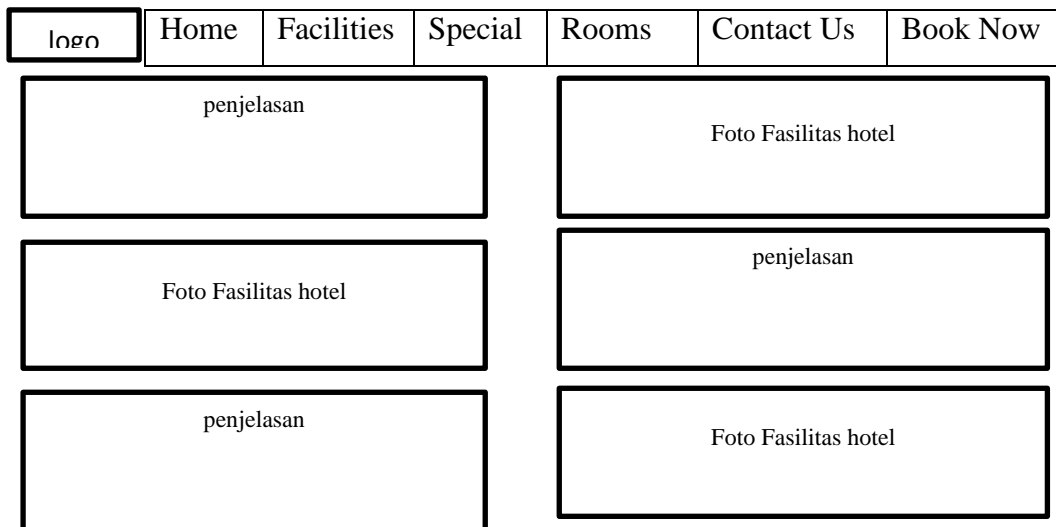 logo Home Facilities Special Rooms Contact Us Book Now
penjelasan
Foto Fasilitas hotel
Foto Fasilitas hotel
penjelasan
penjelasan
Foto Fasilitas hotel